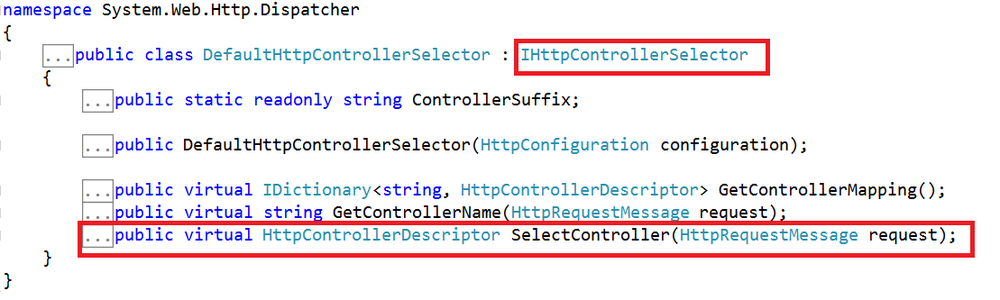 namespace System.Web.Http.Dispatcher
{
...public class DefaultHttpControllerSelector : IHttpControllerSelector
{
...public static readonly string ControllerSuffix;
...public DefaultHttpControllerSelector(HttpConfiguration configuration);
...public virtual IDictionary<string, HttpControllerDescriptor> GetControllerMapping();
...public virtual string GetControllerName(HttpRequestMessage request);
...public virtual HttpControllerDescriptor SelectController(HttpRequestMessage request);
}
}